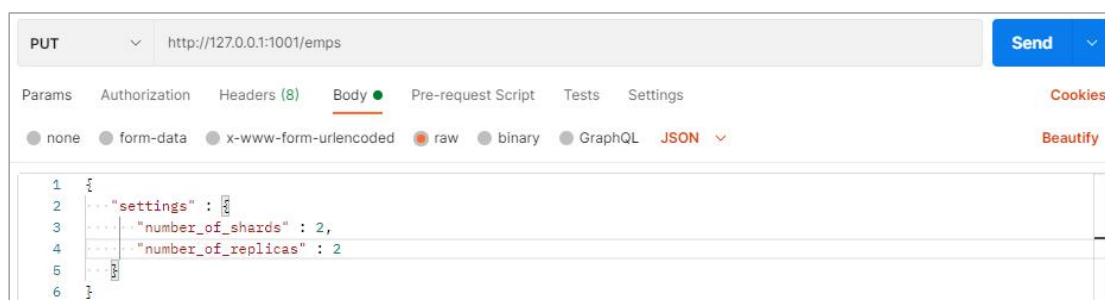 PUT http://127.0.0.1:1001/emps Send
Params Authorization Headers (8) Body Pre-request Script Tests Settings Cookies
none form-data x-www-form-urlencoded raw binary GraphQL JSON Beautify
1 {
2 "settings" : {
3 "number_of_shards" : 2,
4 "number_of_replicas" : 2
5 }
6 }